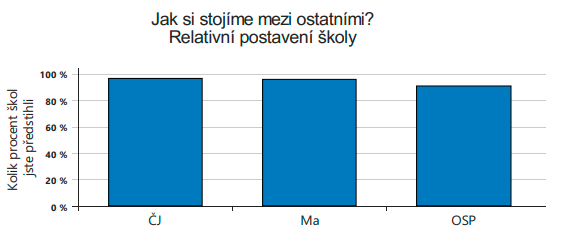 Jak si stojíme mezi ostatními?
Relativní postavení školy
Kolik procent škol
jste předstihli
100 %
80 %
60 %
40 %
20 %
0 %
ČJ
Ma
OSP